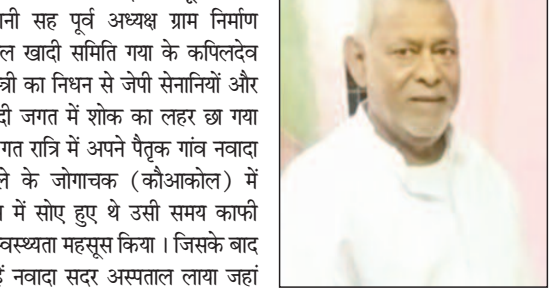 नी सह पूर्व अध्यक्ष ग्राम निर्माण
ल खादी समिति गया के कपिलदेव
त्री का निधन से जेपी सेनानियों और
दी जगत में शोक का लहर छा गया
गत रात्रि में अपने पैतृक गांव नवादा
ले के जोगाचक (कौआकोल) में
में सोए हुए थे उसी समय काफी
वस्थ्यता महसूस किया । जिसके बाद
नवादा सदर अस्पताल लाया जहां